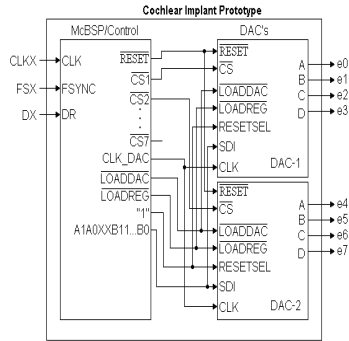 Cochlear Implant Prototype
McBSP/Control
DAC's
CLKX
CLK
FSX
FSYNC
DX
DR
RESET
CS1
CS2
CS7
CLK_DAC
LOADDAC
LOADREG
"1"
A1A0XXB11...B0
RESET
CS
LOADDAC
LOADREG
RESETSEL
SDI
CLK
DAC-1
A
B
C
D
e0
e1
e2
e3
RESET
CS
LOADDAC
LOADREG
RESETSEL
SDI
CLK
DAC-2
A
B
C
D
e4
e5
e6
e7